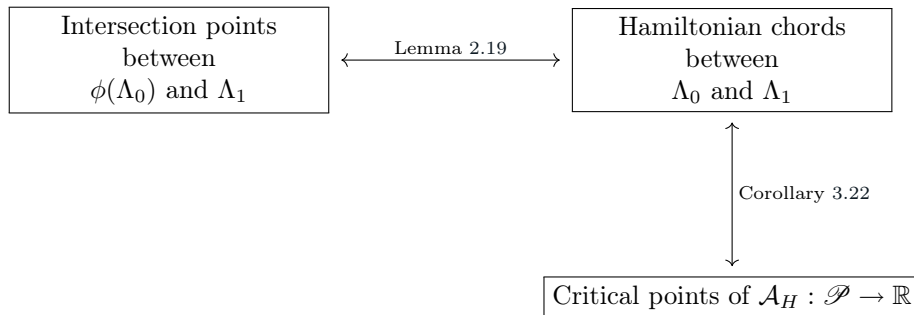 Intersection points
between
ϕ(Λ₀) and Λ₁
Lemma 2.19
Hamiltonian chords
between
Λ₀ and Λ₁
Corollary 3.22
Critical points of 𝒜_H : 𝒫 → ℝ